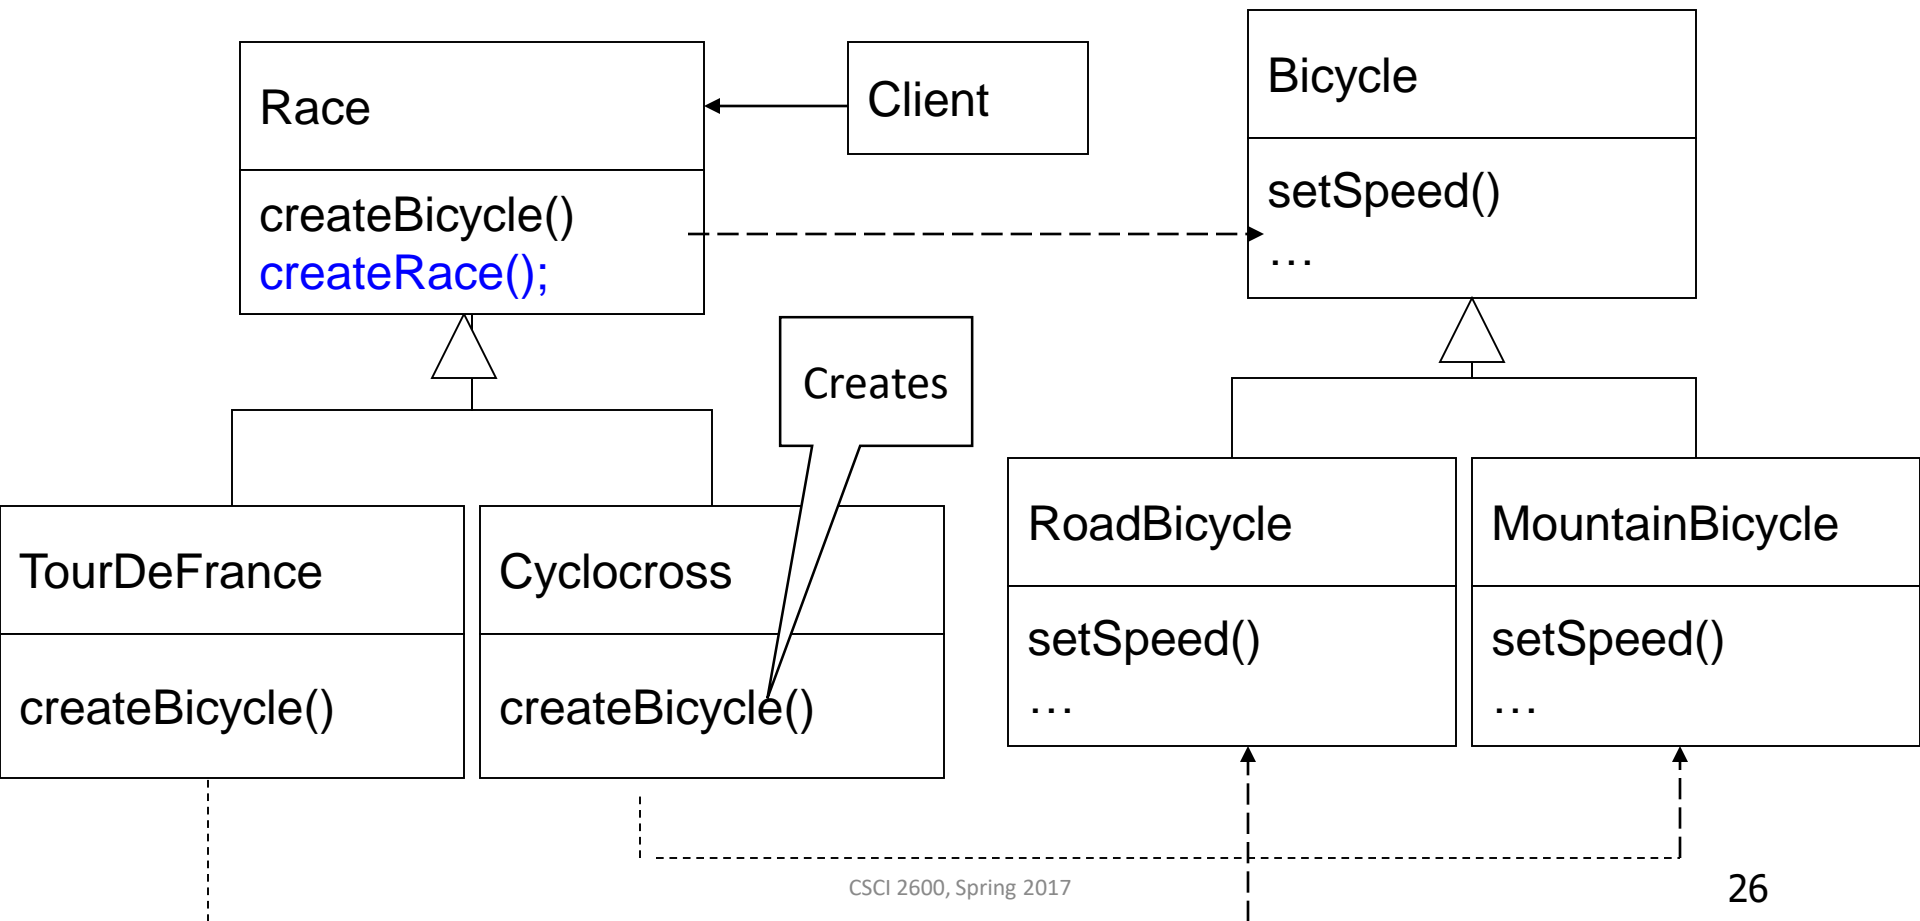 Race
createBicycle()
createRace();
Client
Bicycle
setSpeed()
…
Creates
TourDeFrance
createBicycle()
Cyclocross
createBicycle()
RoadBicycle
setSpeed()
…
MountainBicycle
setSpeed()
…
CSCI 2600, Spring 2017
26